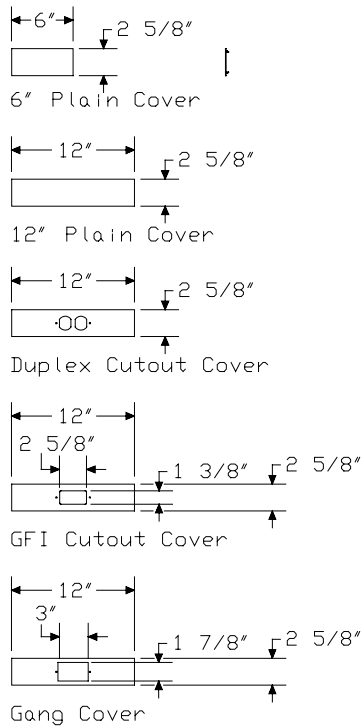 6"
2 5/8"
6" Plain Cover
12"
2 5/8"
12" Plain Cover
12"
2 5/8"
Duplex Cutout Cover
12"
2 5/8"
1 3/8"
2 5/8"
GFI Cutout Cover
12"
3"
1 7/8"
2 5/8"
Gang Cover